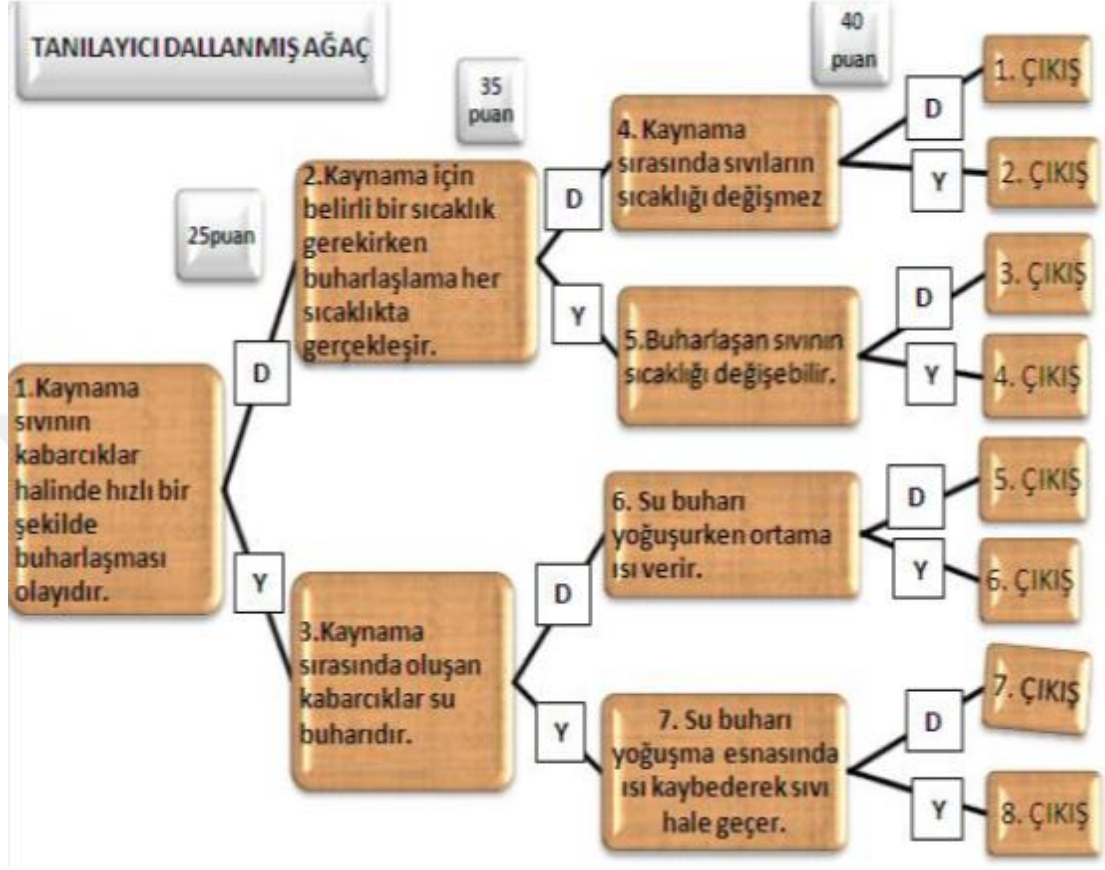 TANILAYICI DALLANMIŞ AĞAÇ
25puan
35
puan
40
puan
1.Kaynama
sıvının
kabarcıklar
halinde hızlı bir
şekilde
buharlaşması
olayıdır.
D
Y
2.Kaynama için
belirli bir sıcaklık
gerekirken
buharlaşlama her
sıcaklıkta
gerçekleşir.
D
Y
3.Kaynama
sırasında oluşan
kabarcıklar su
buharıdır.
D
Y
4. Kaynama
sırasında sıvıların
sıcaklığı değişmez
D
Y
5.Buharlaşan sıvının
sıcaklığı değişebilir.
D
Y
6. Su buharı
yoğuşurken ortama
ısı verir.
D
Y
7. Su buharı
yoğuşma esnasında
ısı kaybederek sıvı
hale geçer.
D
Y
1. ÇIKIŞ
2. ÇIKIŞ
3. ÇIKIŞ
4. ÇIKIŞ
5. ÇIKIŞ
6. ÇIKIŞ
7. ÇIKIŞ
8. ÇIKIŞ